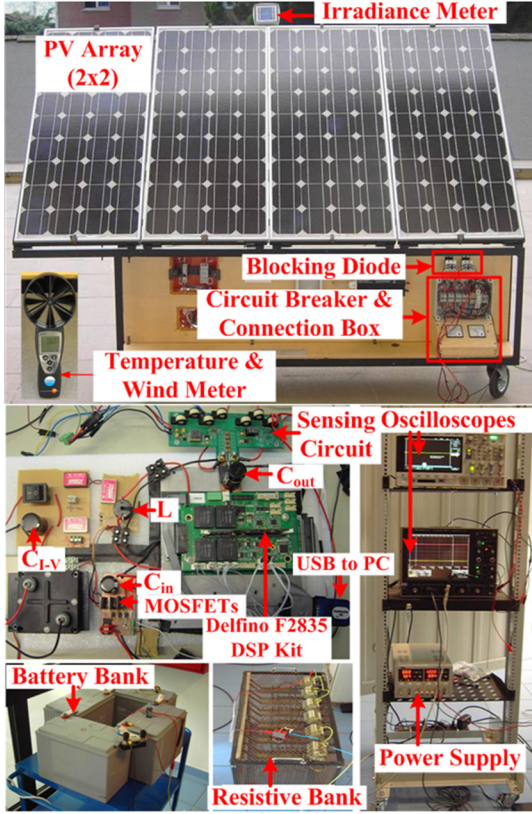 Irradiance Meter
PV Array
(2x2)
Blocking Diode
Circuit Breaker &
Connection Box
Temperature &
Wind Meter
Sensing Oscilloscopes
Circuit
Cout
L
CI-V
Cin
MOSFETs
USB to PC
Delfino F2835
DSP Kit
Battery Bank
Power Supply
Resistive Bank